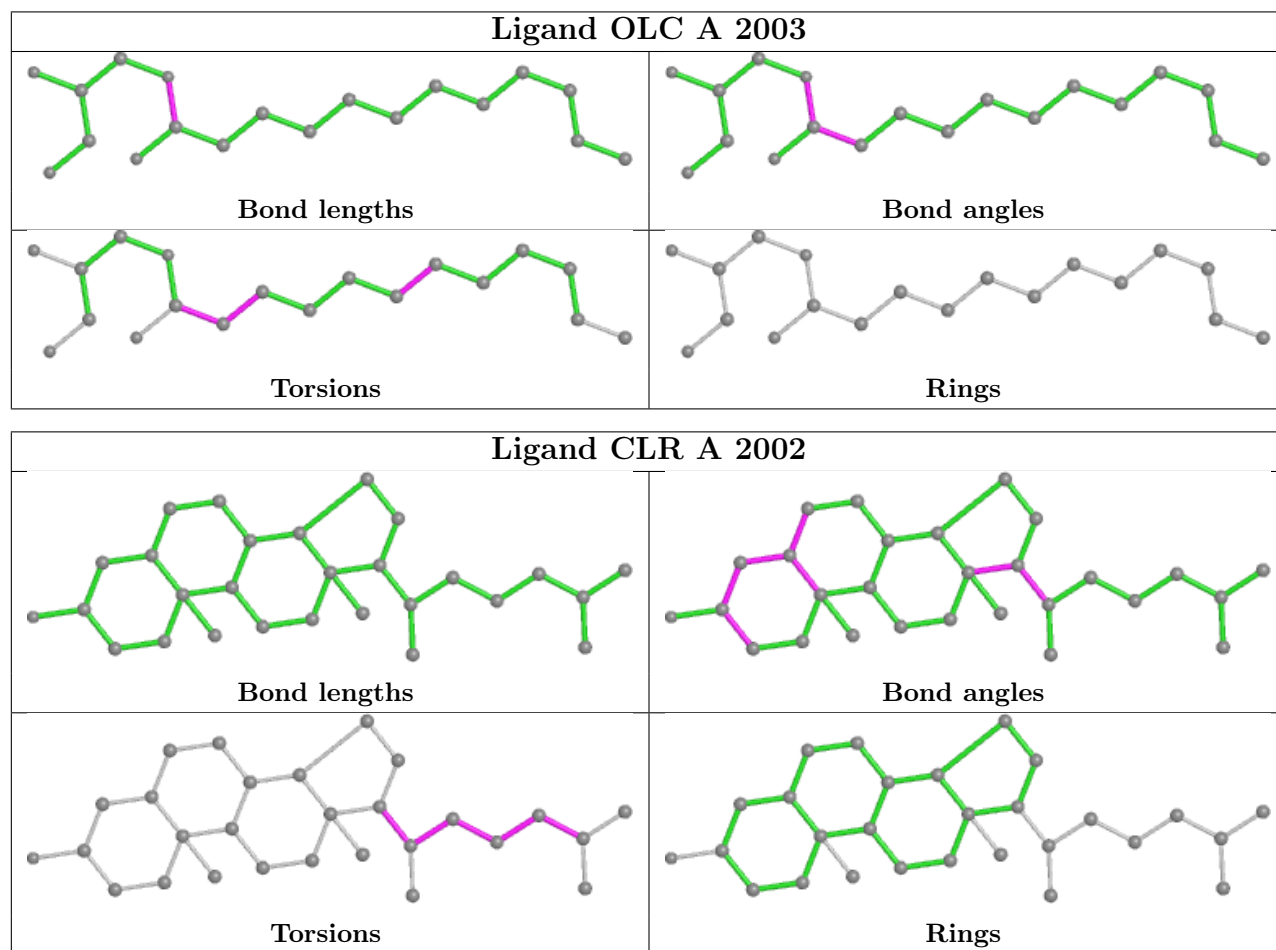 Ligand OLC A 2003
Bond lengths
Bond angles
Torsions
Rings
Ligand CLR A 2002
Bond lengths
Bond angles
Torsions
Rings